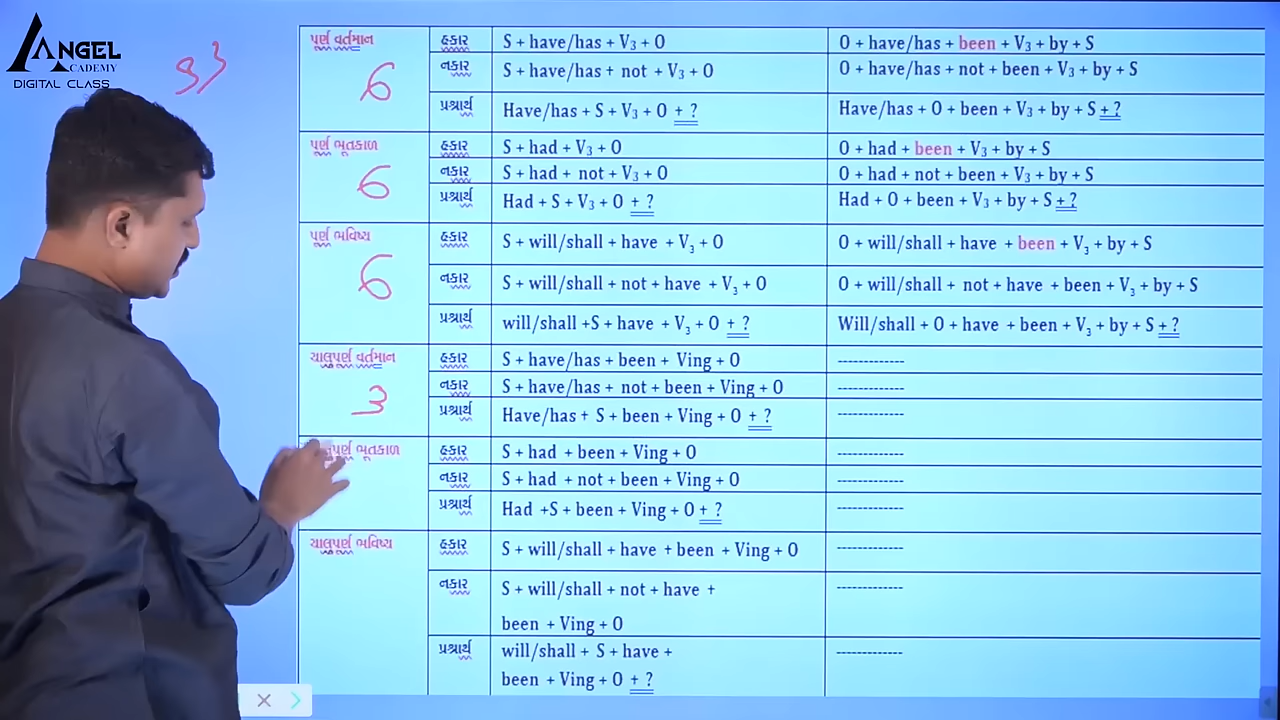 ANGEL
ACADEMY
DIGITAL CLASS
93
પૂર્ણ વર્તમાન
6
હકાર
S + have/has + V₃ + O
O + have/has + been + V₃ + by + S
નકાર
S + have/has + not + V₃ + O
O + have/has + not + been + V₃ + by + S
પ્રશ્નાર્થ
Have/has + S + V₃ + O + ?
Have/has + O + been + V₃ + by + S + ?
પૂર્ણ ભૂતકાળ
6
હકાર
S + had + V₃ + O
O + had + been + V₃ + by + S
નકાર
S + had + not + V₃ + O
O + had + not + been + V₃ + by + S
પ્રશ્નાર્થ
Had + S + V₃ + O + ?
Had + O + been + V₃ + by + S + ?
પૂર્ણ ભવિષ્ય
6
હકાર
S + will/shall + have + V₃ + O
O + will/shall + have + been + V₃ + by + S
નકાર
S + will/shall + not + have + V₃ + O
O + will/shall + not + have + been + V₃ + by + S
પ્રશ્નાર્થ
will/shall +S + have + V₃ + O + ?
Will/shall + O + have + been + V₃ + by + S + ?
ચાલુપૂર્ણ વર્તમાન
3
હકાર
S + have/has + been + Ving + O
-------------
નકાર
S + have/has + not + been + Ving + O
-------------
પ્રશ્નાર્થ
Have/has + S + been + Ving + O + ?
-------------
ભૂતકાળ
હકાર
S + had + been + Ving + O
-------------
નકાર
S + had + not + been + Ving + O
-------------
પ્રશ્નાર્થ
Had +S + been + Ving + O + ?
-------------
ચાલુપૂર્ણ ભવિષ્ય
હકાર
S + will/shall + have + been + Ving + O
-------------
નકાર
S + will/shall + not + have +
been + Ving + O
-------------
પ્રશ્નાર્થ
will/shall + S + have +
been + Ving + O + ?
-------------